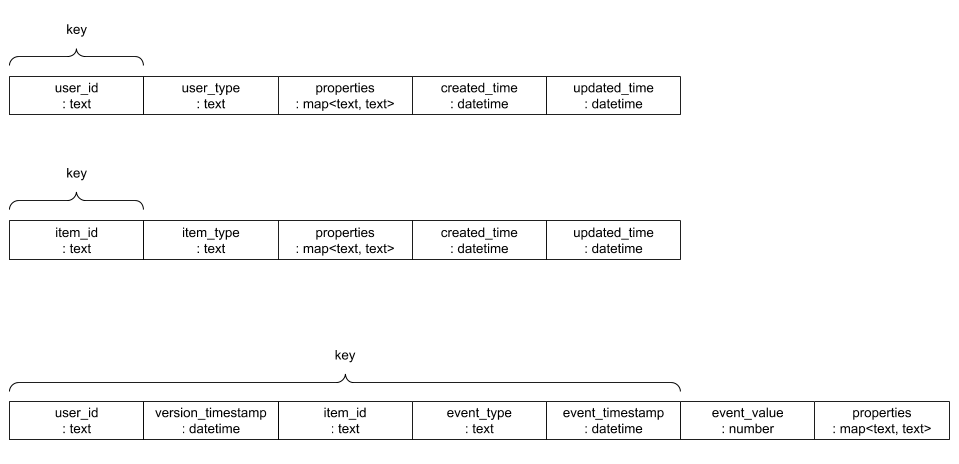 key
user_id user_type properties created_time updated_time
: text : text : map<text, text> : datetime : datetime
key
item_id item_type properties created_time updated_time
: text : text : map<text, text> : datetime : datetime
key
user_id version_timestamp item_id event_type event_timestamp event_value properties
: text : datetime : text : text : datetime : number : map<text, text>